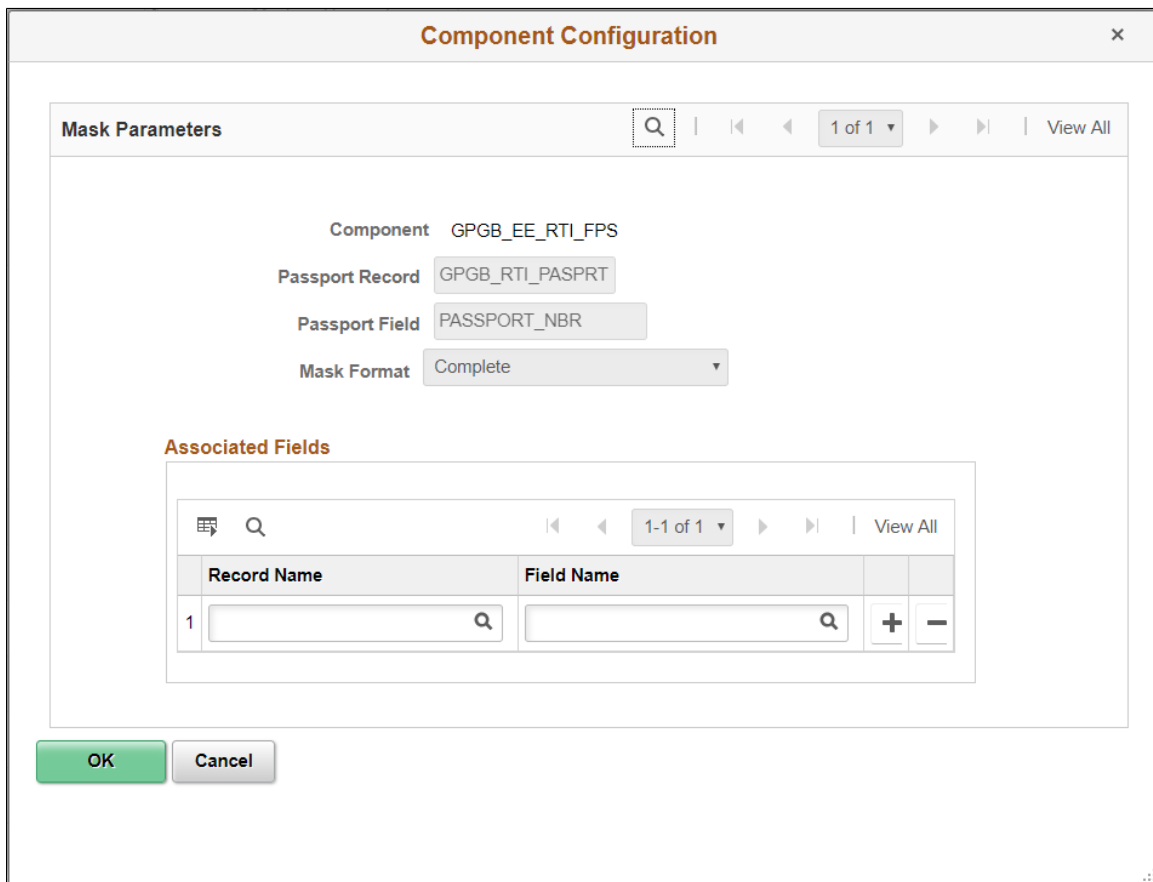 Component Configuration ×
Mask Parameters 1 of 1 View All
Component GPGB_EE_RTI_FPS
Passport Record GPGB_RTI_PASPRT
Passport Field PASSPORT_NBR
Mask Format Complete
Associated Fields
1-1 of 1 View All
Record Name Field Name
1
OK Cancel